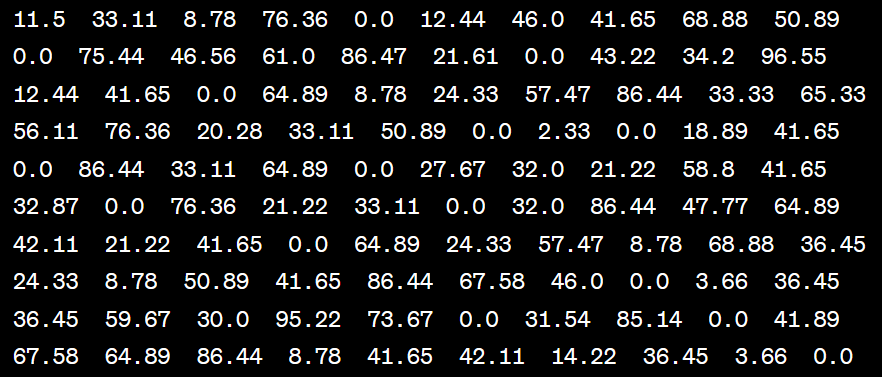 11.5 33.11 8.78 76.36 0.0 12.44 46.0 41.65 68.88 50.89
0.0 75.44 46.56 61.0 86.47 21.61 0.0 43.22 34.2 96.55
12.44 41.65 0.0 64.89 8.78 24.33 57.47 86.44 33.33 65.33
56.11 76.36 20.28 33.11 50.89 0.0 2.33 0.0 18.89 41.65
0.0 86.44 33.11 64.89 0.0 27.67 32.0 21.22 58.8 41.65
32.87 0.0 76.36 21.22 33.11 0.0 32.0 86.44 47.77 64.89
42.11 21.22 41.65 0.0 64.89 24.33 57.47 8.78 68.88 36.45
24.33 8.78 50.89 41.65 86.44 67.58 46.0 0.0 3.66 36.45
36.45 59.67 30.0 95.22 73.67 0.0 31.54 85.14 0.0 41.89
67.58 64.89 86.44 8.78 41.65 42.11 14.22 36.45 3.66 0.0